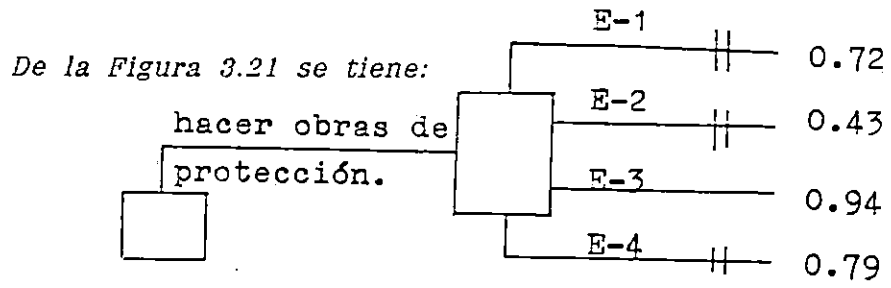 E-1
0.72
De la Figura 3.21 se tiene:
E-2
0.43
hacer obras de
protección.
E-3
0.94
E-4
0.79